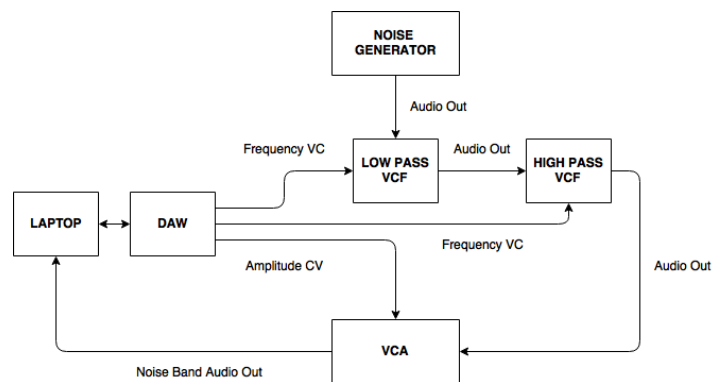 NOISE
GENERATOR
Audio Out
Frequency VC
LOW PASS
VCF
Audio Out
HIGH PASS
VCF
LAPTOP
DAW
Frequency VC
Amplitude CV
Audio Out
VCA
Noise Band Audio Out